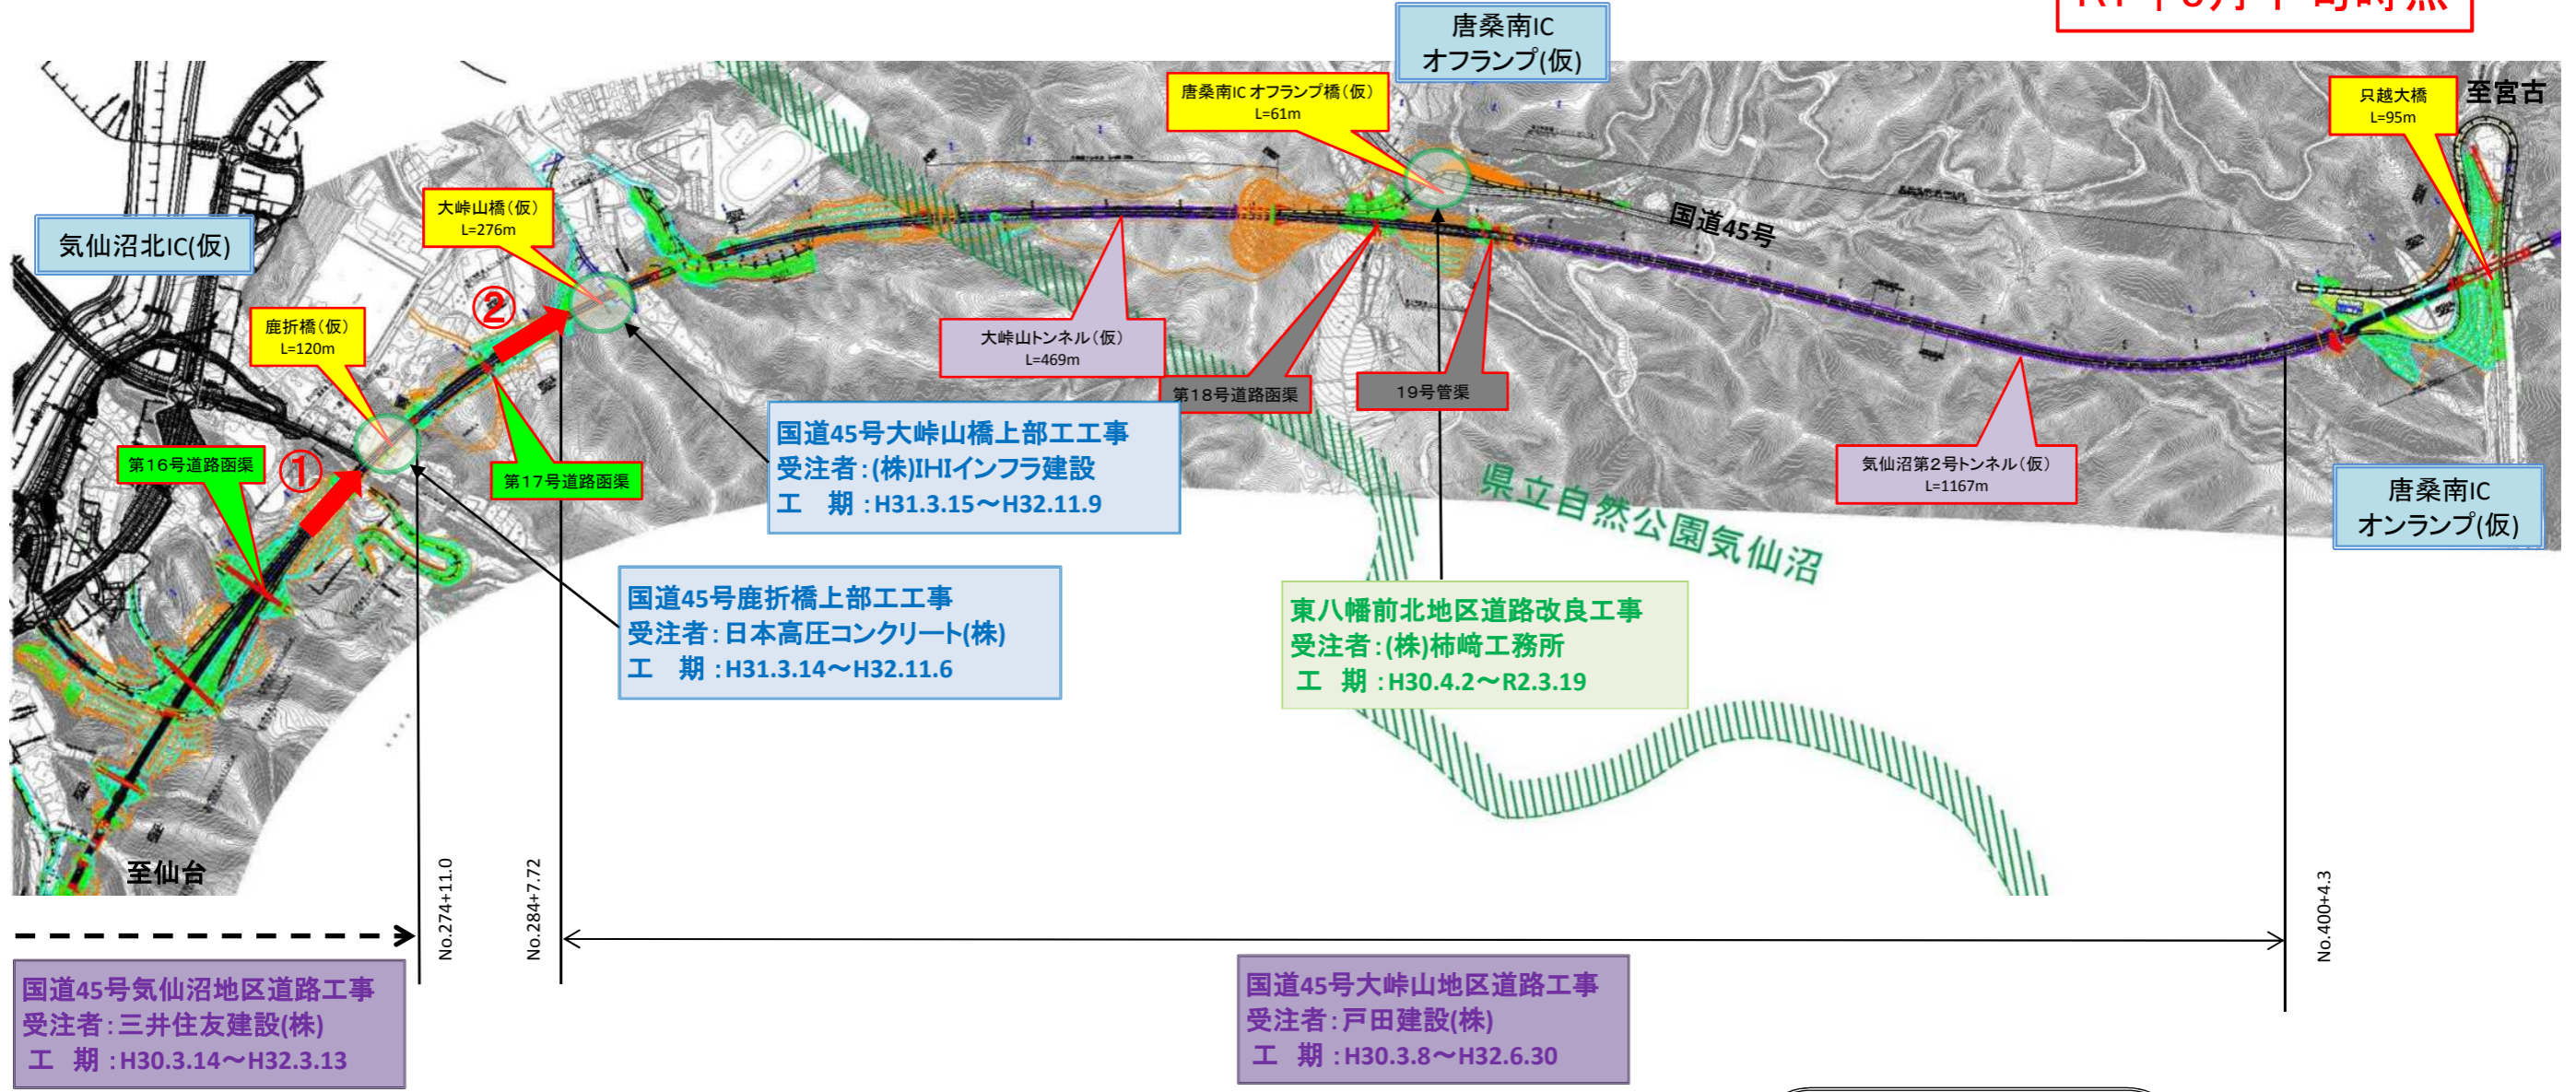 唐桑南IC
オフランプ(仮)
唐桑南IC オフランプ橋(仮)
L=61m
只越大橋
L=95m
至宮古
気仙沼北IC(仮)
大峠山橋(仮)
L=276m
国道45号
鹿折橋(仮)
L=120m
②
大峠山トンネル(仮)
L=469m
第18号道路函渠
19号管渠
第16号道路函渠
①
第17号道路函渠
国道45号大峠山橋上部工工事
受注者:(株)IHIインフラ建設
工 期:H31.3.15～H32.11.9
気仙沼第2号トンネル(仮)
L=1167m
唐桑南IC
オンランプ(仮)
県立自然公園気仙沼
国道45号鹿折橋上部工工事
受注者:日本高圧コンクリート(株)
工 期:H31.3.14～H32.11.6
東八幡前北地区道路改良工事
受注者:(株)柿﨑工務所
工 期:H30.4.2～R2.3.19
至仙台
No.274+11.0
No.284+7.72
No.400+4.3
国道45号気仙沼地区道路工事
受注者:三井住友建設(株)
工 期:H30.3.14～H32.3.13
国道45号大峠山地区道路工事
受注者:戸田建設(株)
工 期:H30.3.8～H32.6.30